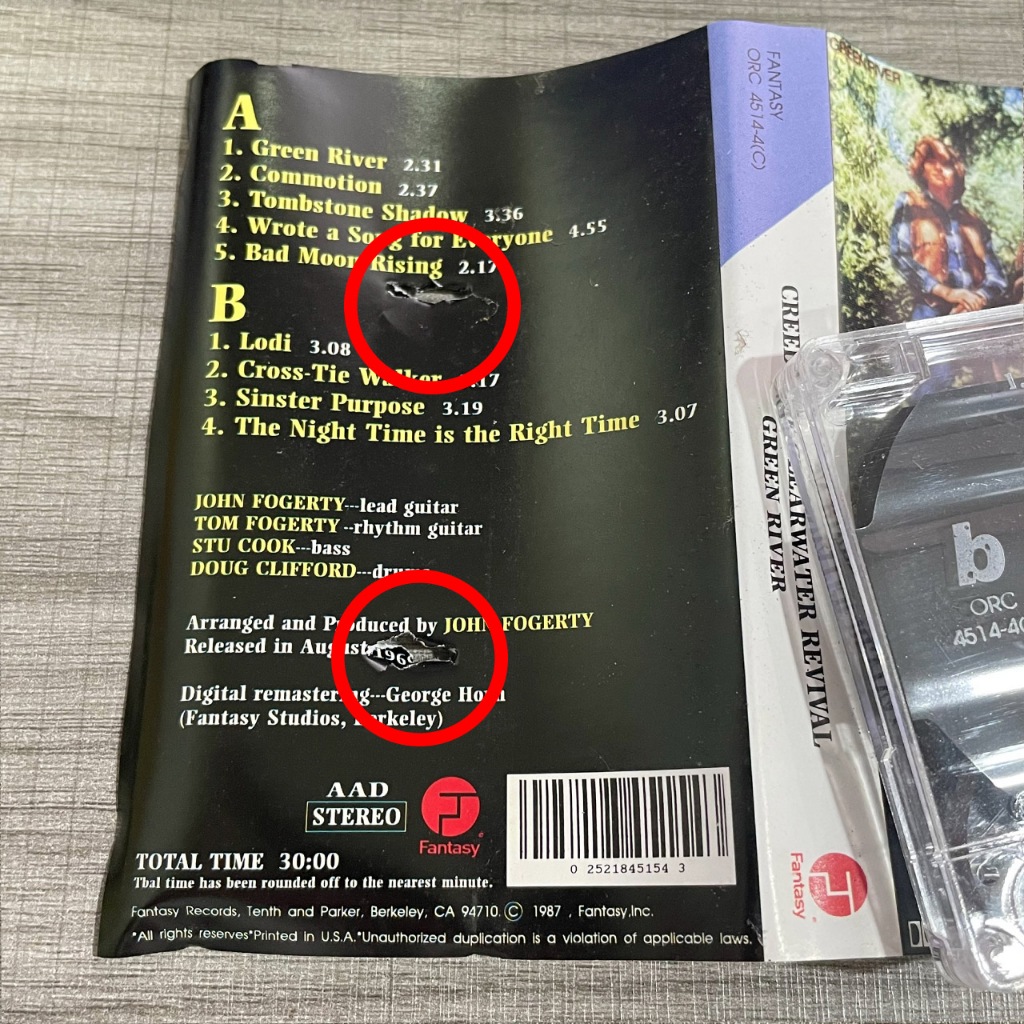 A
1. Green River 2.31
2. Commotion 2.37
3. Tombstone Shadow 3.36
4. Wrote a Song for Everyone 4.55
5. Bad Moon Rising 2.17
B
1. Lodi 3.08
2. Cross-Tie Walker
3. Sinster Purpose 3.19
4. The Night Time is the Right Time 3.07
JOHN FOGERTY---lead guitar
TOM FOGERTY--rhythm guitar
STU COOK---bass
DOUG CLIFFORD---drums
Arranged and Produced by JOHN FOGERTY
Released in August
Digital remastering---George Horn
(Fantasy Studios, Berkeley)
AAD
STEREO
Fantasy
0 2521845154 3
TOTAL TIME 30:00
Tbal time has been rounded off to the nearest minute.
Fantasy Records, Tenth and Parker, Berkeley, CA 94710. © 1987 , Fantasy,Inc.
*All rights reserves*Printed in U.S.A.*Unauthorized duplication is a violation of applicable laws.
FANTASY
ORC 4514-4(C)
CLEARWATER REVIVAL
GREEN RIVER
Fantasy
GREEN RIVER
b
ORC